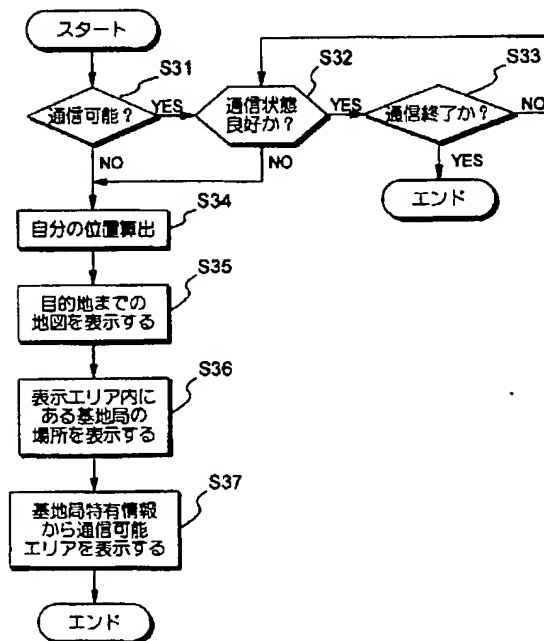 スタート
S31
通信可能？
YES
NO
S32
通信状態
良好か？
YES
NO
S33
通信終了か？
NO
YES
エンド
S34
自分の位置算出
S35
目的地までの
地図を表示する
S36
表示エリア内に
ある基地局の
場所を表示する
S37
基地局特有情報
から通信可能
エリアを表示する
エンド